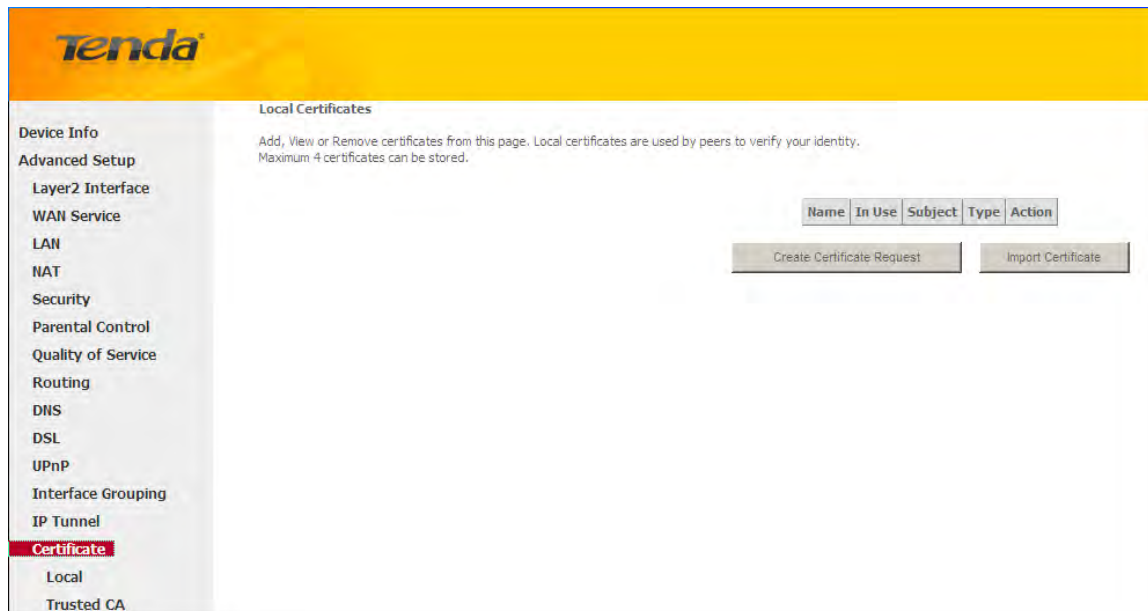 Tenda
Local Certificates
Add, View or Remove certificates from this page. Local certificates are used by peers to verify your identity.
Maximum 4 certificates can be stored.
Name In Use Subject Type Action
Create Certificate Request Import Certificate
Device Info
Advanced Setup
Layer2 Interface
WAN Service
LAN
NAT
Security
Parental Control
Quality of Service
Routing
DNS
DSL
UPnP
Interface Grouping
IP Tunnel
Certificate
Local
Trusted CA